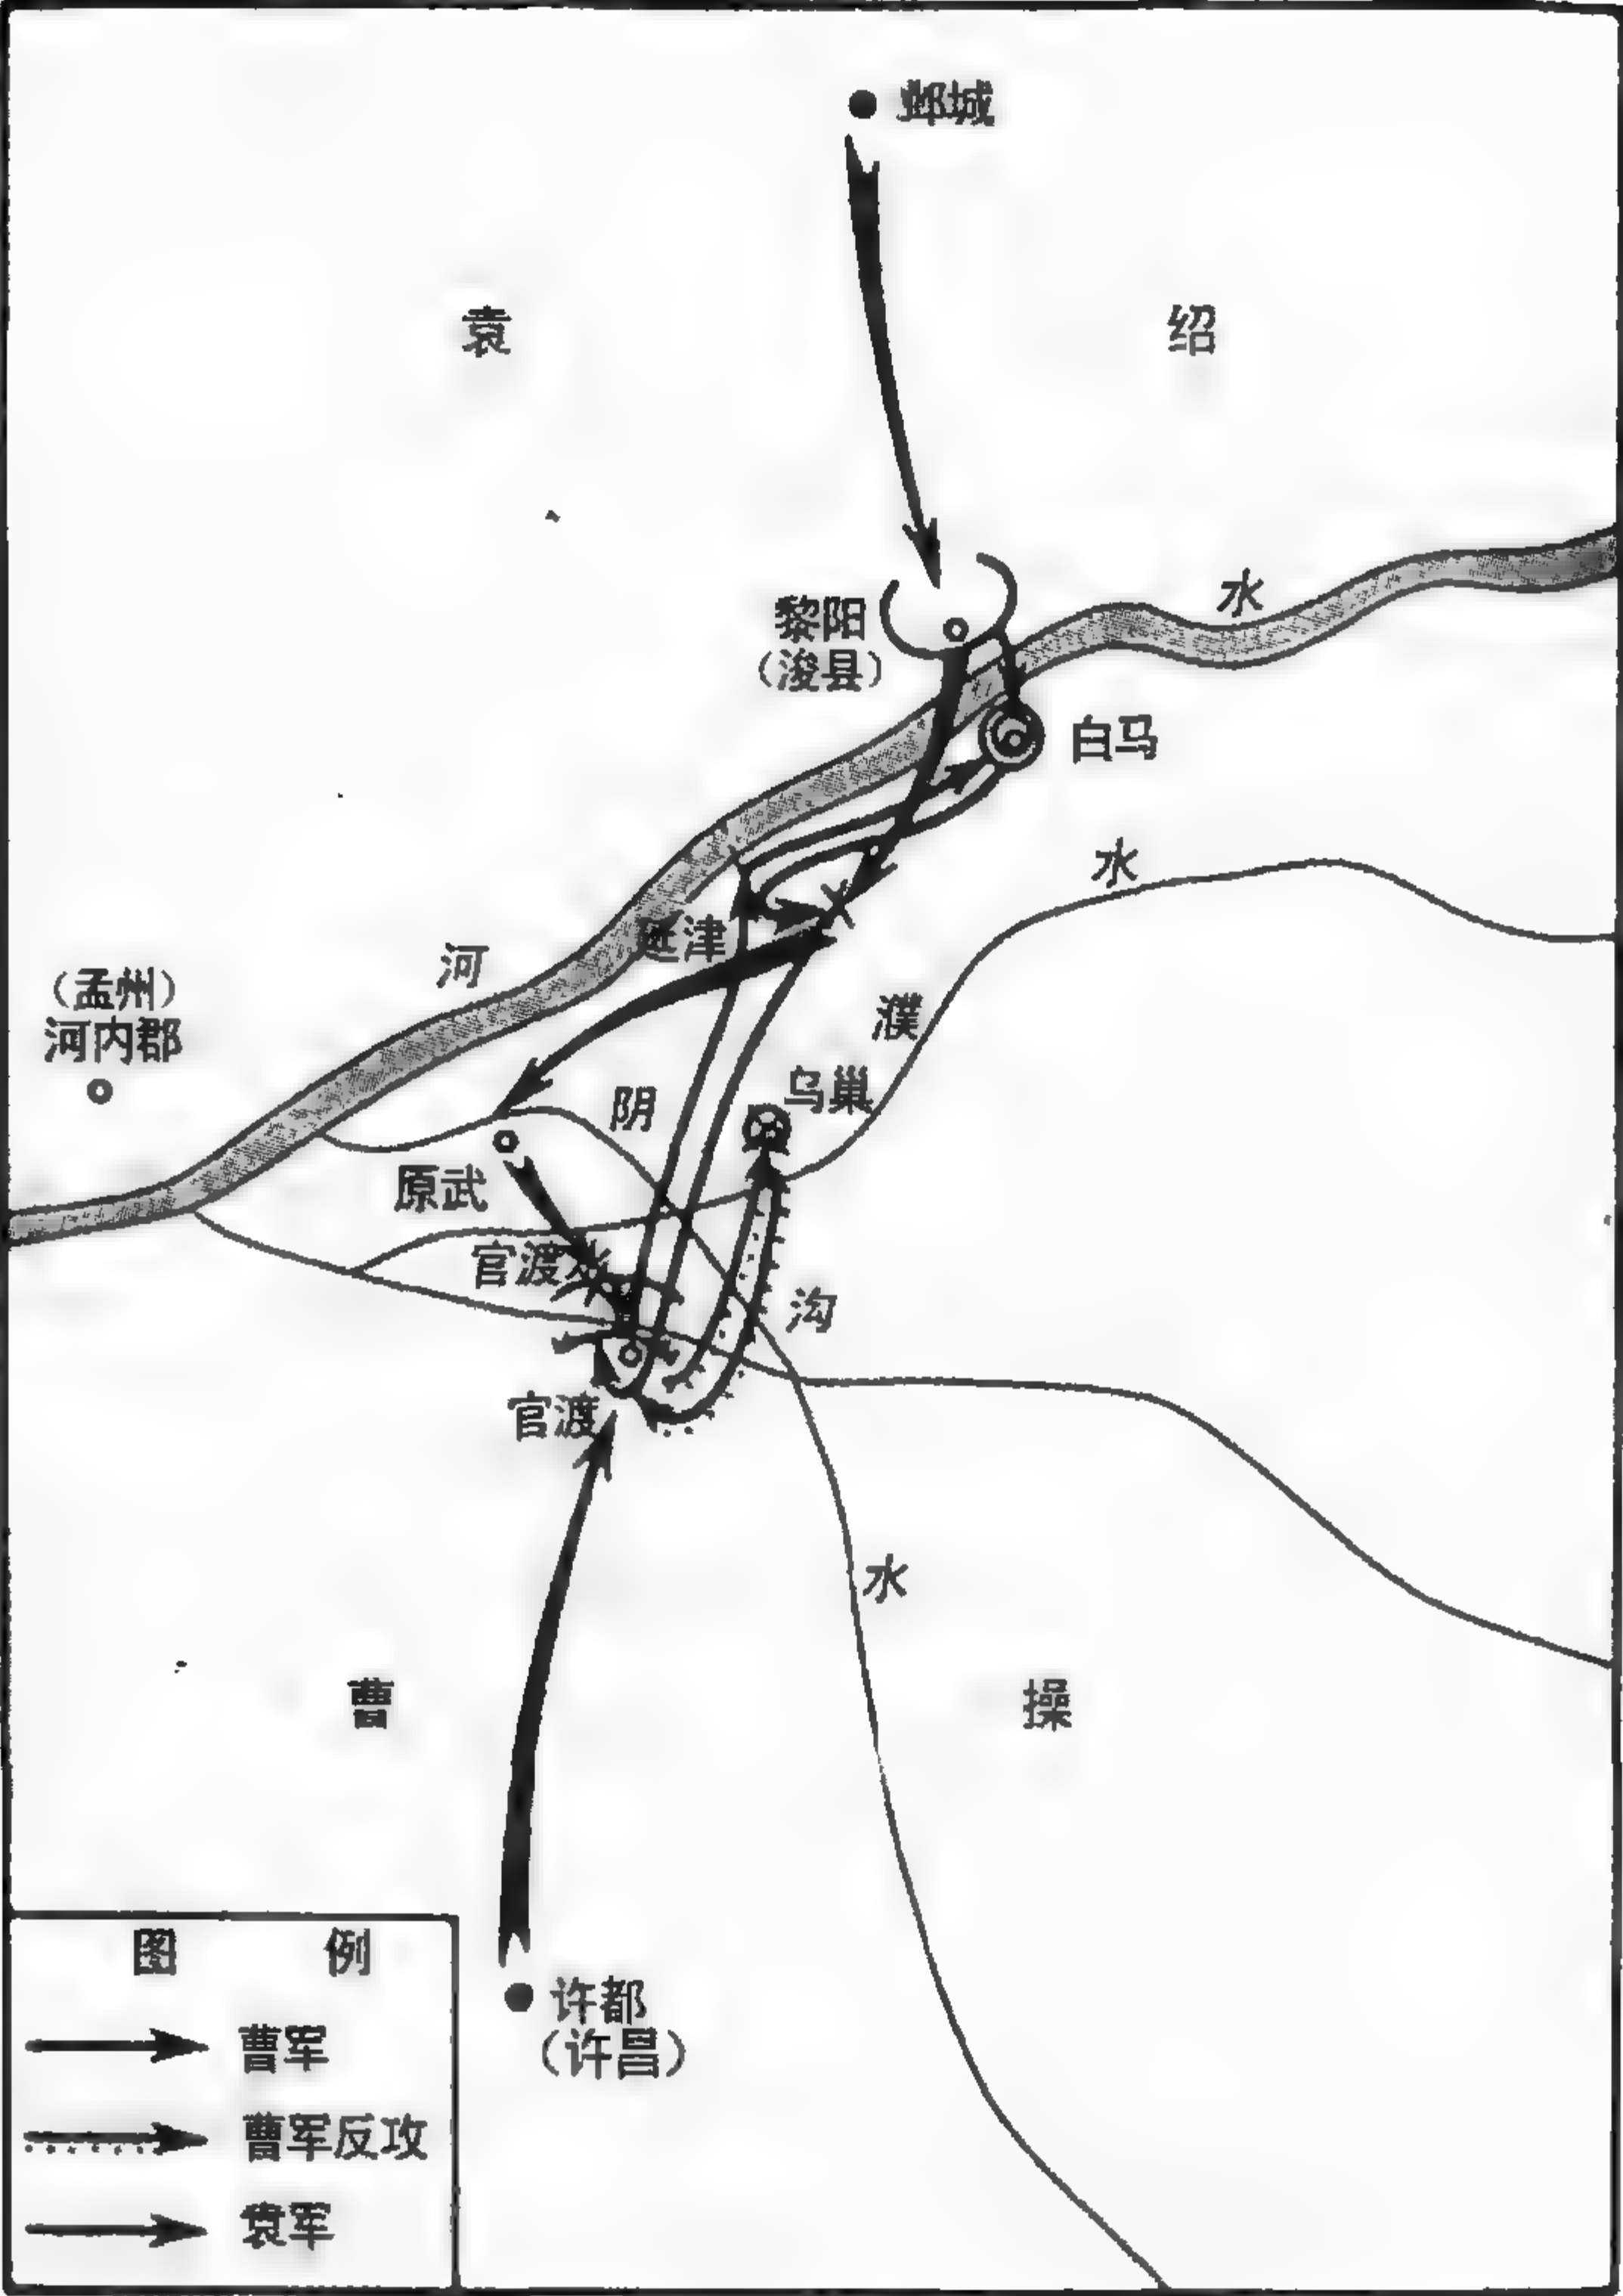 邺城
袁 绍
水
黎阳
（浚县）
白马
水
延津
河
（孟州）
河内郡
濮
乌巢
阴
原武
官渡水
沟
官渡
水
曹 操
许都
（许昌）
图 例
曹军
曹军反攻
袁军